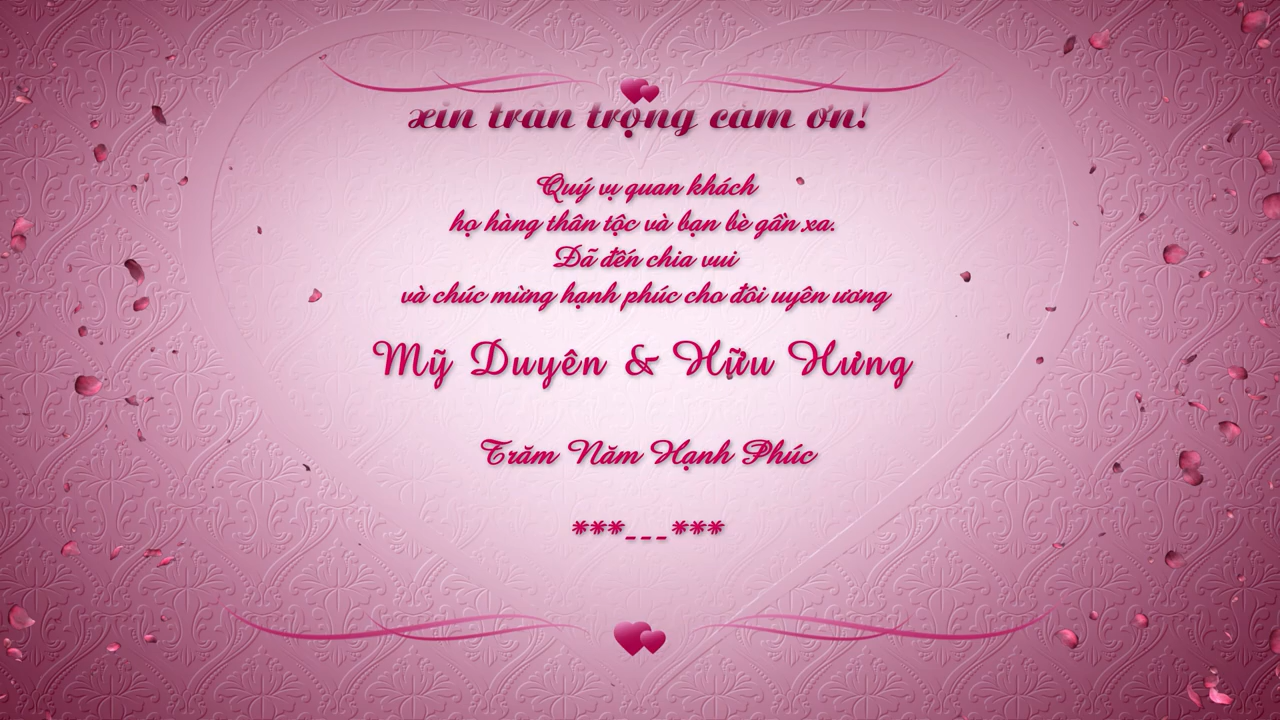 xin trân trọng cảm ơn!
Quý vị quan khách
họ hàng thân tộc và bạn bè gần xa.
Đã đến chia vui
và chúc mừng hạnh phúc cho đôi uyên ương
Mỹ Duyên & Hữu Hưng
Trăm Năm Hạnh Phúc
***___***